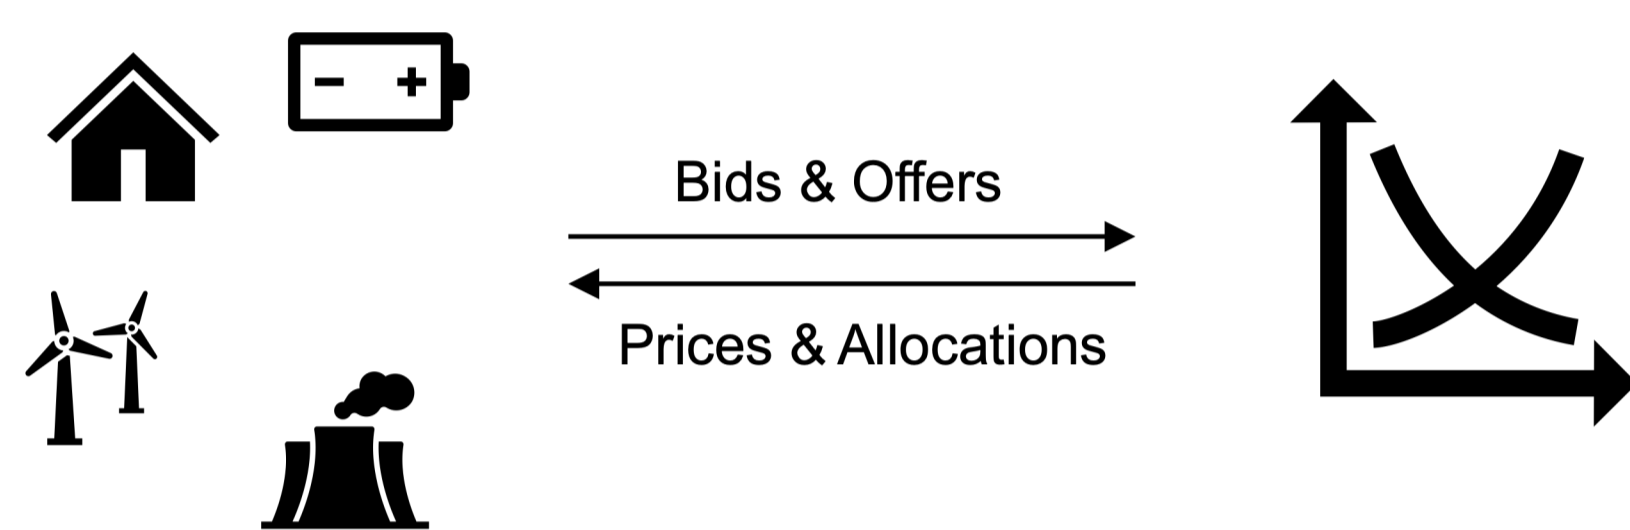 − +
Bids & Offers
Prices & Allocations